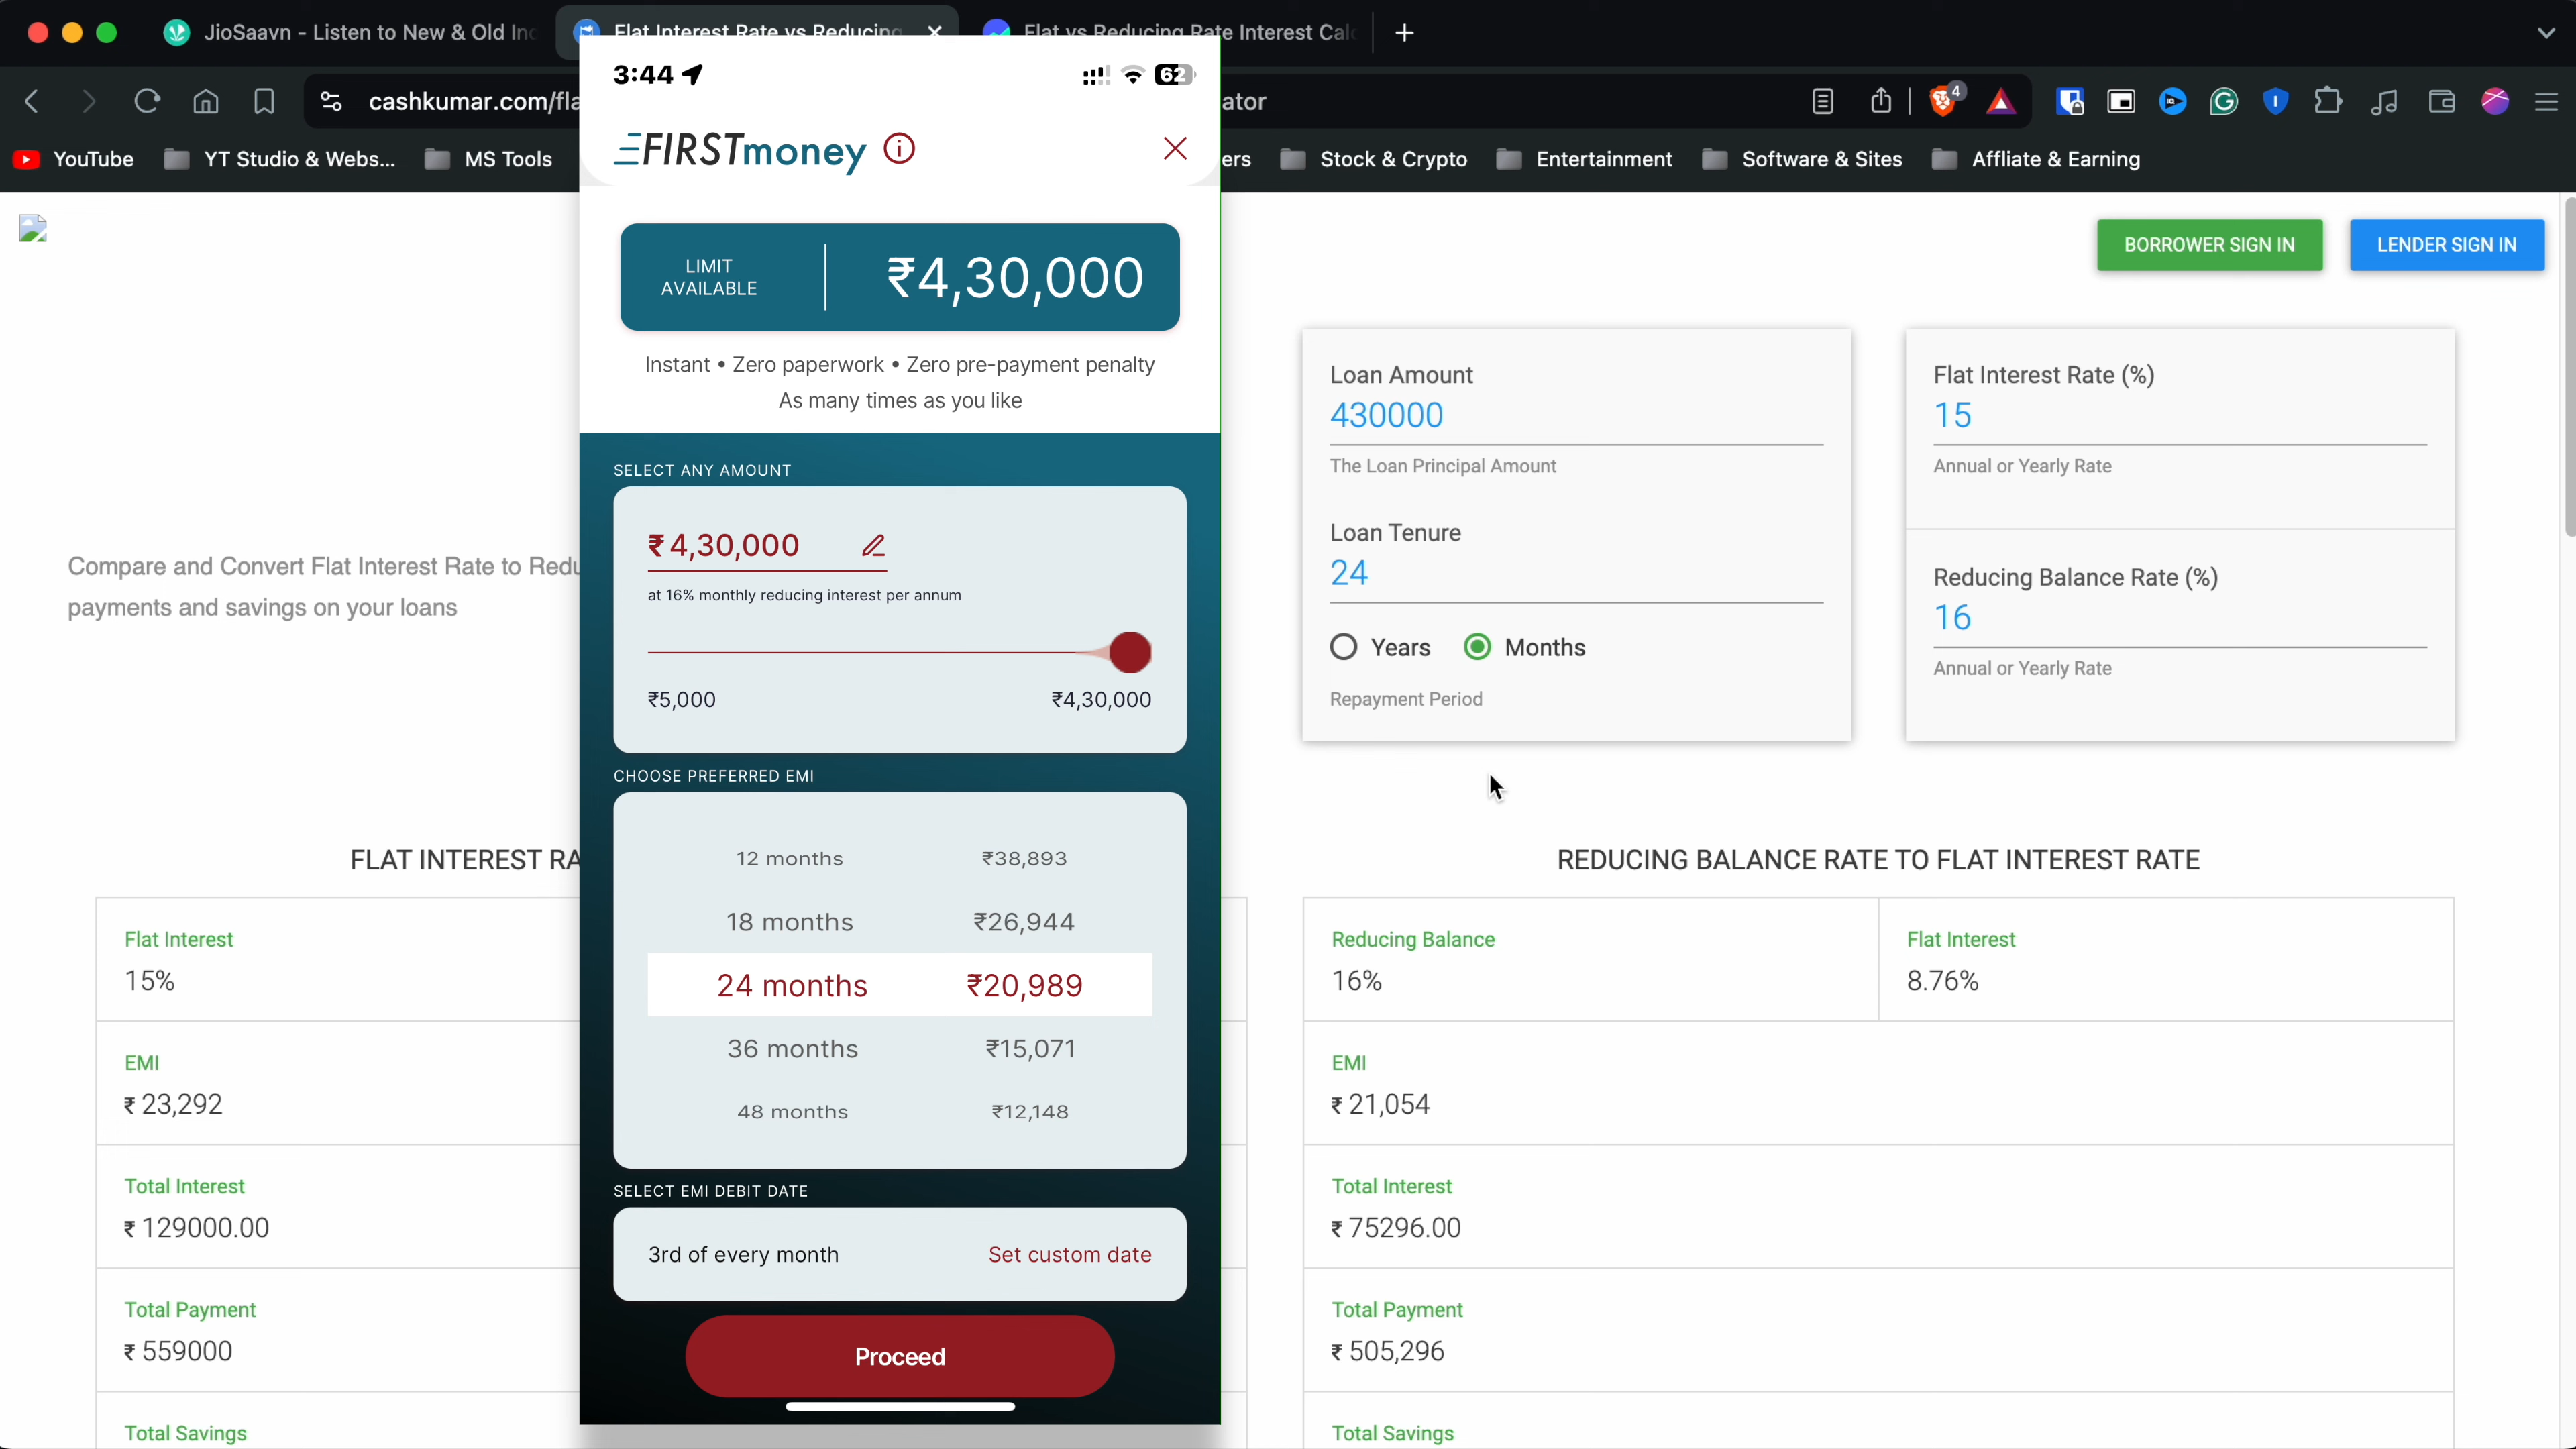 JioSaavn - Listen to New & Old In
Flat Interest Rate vs Reducing
Flat vs Reducing Rate Interest Cal
cashkumar.com/fla
ator
4
YouTube
YT Studio & Webs...
MS Tools
ers
Stock & Crypto
Entertainment
Software & Sites
Affliate & Earning
3:44
62
FIRSTmoney
LIMIT
AVAILABLE
₹4,30,000
Instant • Zero paperwork • Zero pre-payment penalty
As many times as you like
SELECT ANY AMOUNT
₹4,30,000
at 16% monthly reducing interest per annum
₹5,000
₹4,30,000
CHOOSE PREFERRED EMI
12 months ₹38,893
18 months ₹26,944
24 months ₹20,989
36 months ₹15,071
48 months ₹12,148
SELECT EMI DEBIT DATE
3rd of every month
Set custom date
Proceed
BORROWER SIGN IN
LENDER SIGN IN
Compare and Convert Flat Interest Rate to Redu
payments and savings on your loans
Loan Amount
430000
The Loan Principal Amount
Loan Tenure
24
Years
Months
Repayment Period
Flat Interest Rate (%)
15
Annual or Yearly Rate
Reducing Balance Rate (%)
16
Annual or Yearly Rate
FLAT INTEREST RA
Flat Interest
15%
EMI
₹ 23,292
Total Interest
₹ 129000.00
Total Payment
₹ 559000
Total Savings
REDUCING BALANCE RATE TO FLAT INTEREST RATE
Reducing Balance
16%
Flat Interest
8.76%
EMI
₹ 21,054
Total Interest
₹ 75296.00
Total Payment
₹ 505,296
Total Savings